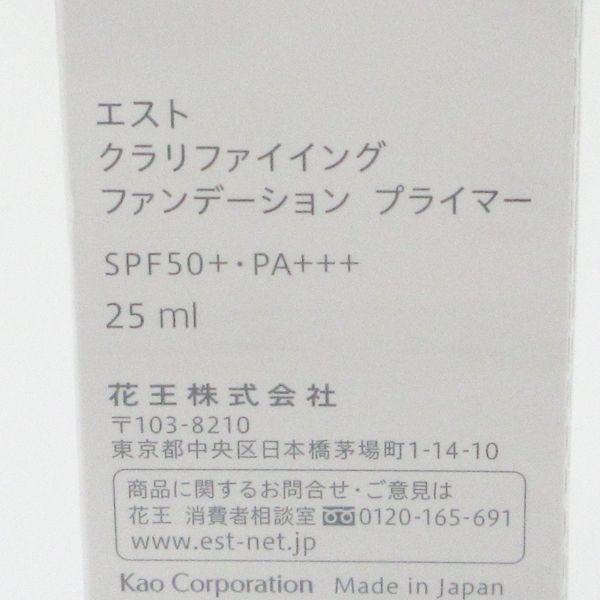 エスト
クラリファイイング
ファンデーション プライマー
SPF50+・PA+++
25 ml
花王株式会社
〒103-8210
東京都中央区日本橋茅場町1-14-10
商品に関するお問合せ・ご意見は
花王 消費者相談室 0120-165-691
www.est-net.jp
Kao Corporation Made in Japan